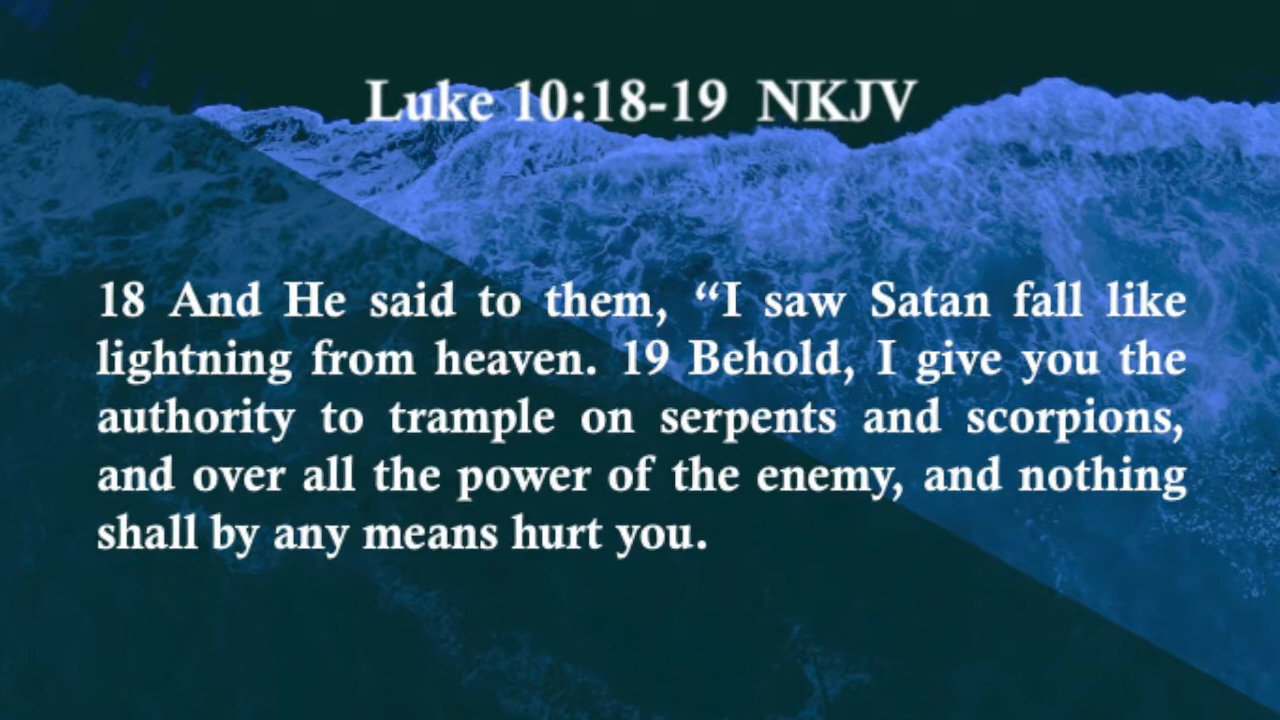 Luke 10:18-19 NKJV
18 And He said to them, “I saw Satan fall like
lightning from heaven. 19 Behold, I give you the
authority to trample on serpents and scorpions,
and over all the power of the enemy, and nothing
shall by any means hurt you.